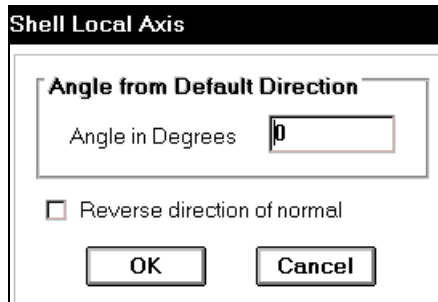 Shell Local Axis
Angle from Default Direction
Angle in Degrees 0
Reverse direction of normal
OK Cancel